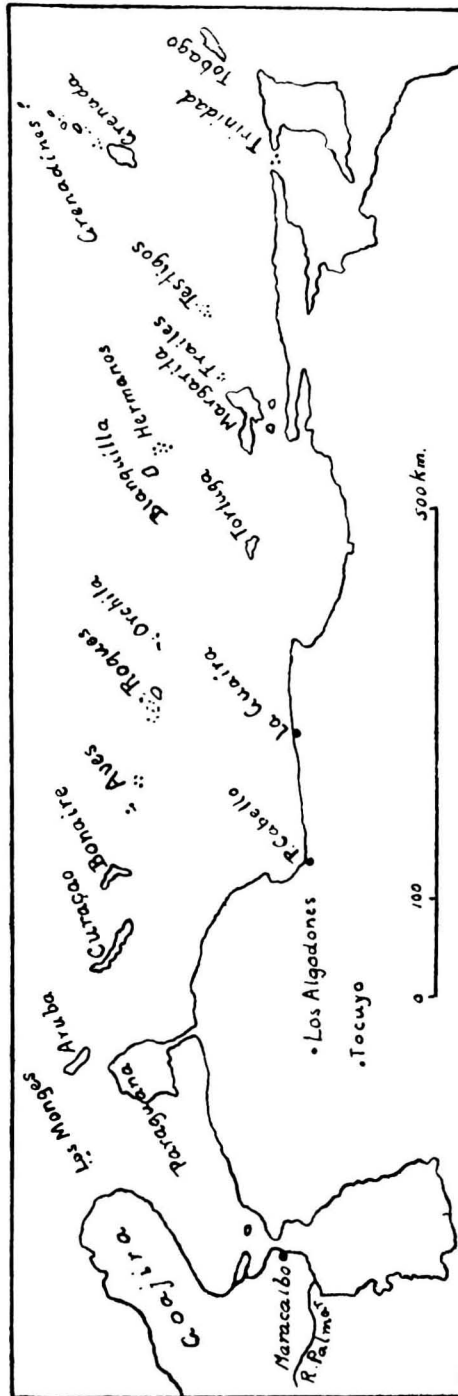 Goajira
Los Monges
Aruba
Curaçao
Bonaire
Aves
Roques
Orchila
Blanquilla
Hermanos
Testigos
Grenadines
Grenada
Tobago
Trinidad
Frailes
Margarita
Tortuga
La Guaira
P. Cabello
Paraguana
Maracaibo
R. Palmar
Los Algodones
Tocuyo
0 100 500 km.